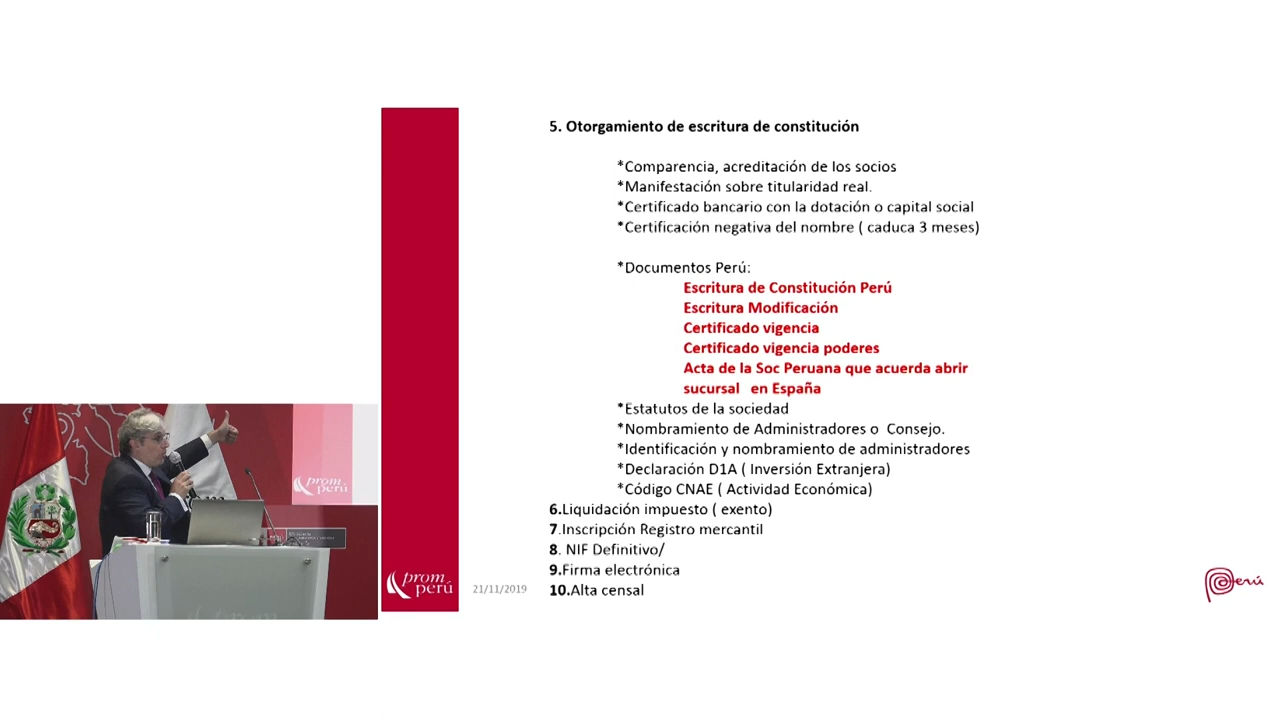 5. Otorgamiento de escritura de constitución
*Comparencia, acreditación de los socios
*Manifestación sobre titularidad real.
*Certificado bancario con la dotación o capital social
*Certificación negativa del nombre ( caduca 3 meses)
*Documentos Perú:
Escritura de Constitución Perú
Escritura Modificación
Certificado vigencia
Certificado vigencia poderes
Acta de la Soc Peruana que acuerda abrir
sucursal en España
*Estatutos de la sociedad
*Nombramiento de Administradores o Consejo.
*Identificación y nombramiento de administradores
*Declaración D1A ( Inversión Extranjera)
*Código CNAE ( Actividad Económica)
6.Liquidación impuesto ( exento)
7.Inscripción Registro mercantil
8. NIF Definitivo/
9.Firma electrónica
10.Alta censal
21/11/2019
prom
perú
Perú
prom
perú